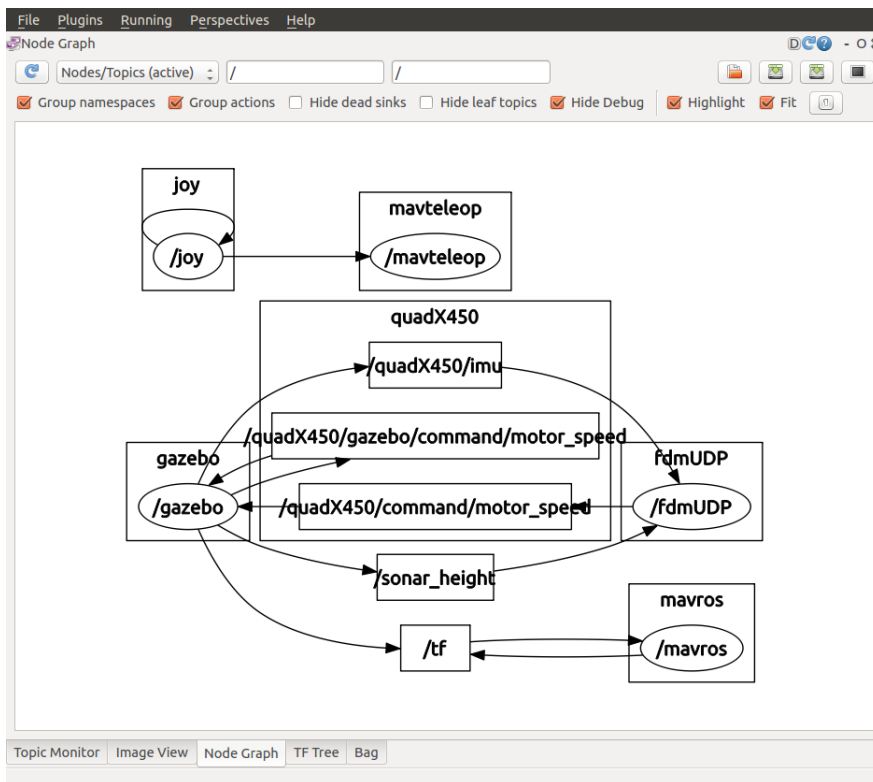 File Plugins Running Perspectives Help
Node Graph D - O
Nodes/Topics (active) / /
Group namespaces Group actions Hide dead sinks Hide leaf topics Hide Debug Highlight Fit
joy
/joy
mavteleop
/mavteleop
quadX450
/quadX450/imu
/quadX450/gazebo/command/motor_speed
gazebo
/gazebo
/quadX450/command/motor_speed
fdmUDP
/fdmUDP
/sonar_height
/tf
mavros
/mavros
Topic Monitor Image View Node Graph TF Tree Bag